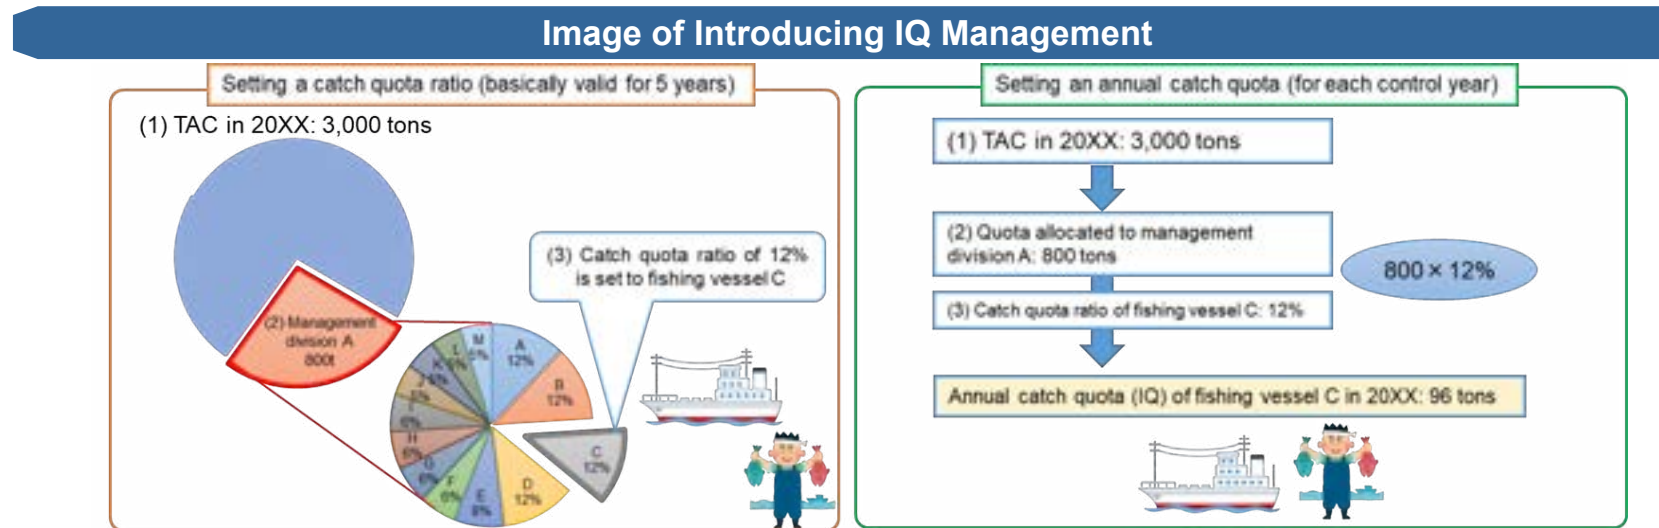 Image of Introducing IQ Management
Setting a catch quota ratio (basically valid for 5 years)
(1) TAC in 20XX: 3,000 tons
(2) Management
division A
800t
(3) Catch quota ratio of 12%
is set to fishing vessel C
A
12%
B
12%
C
12%
D
12%
E
8%
F
6%
G
6%
H
6%
I
6%
J
K
L
M
Setting an annual catch quota (for each control year)
(1) TAC in 20XX: 3,000 tons
(2) Quota allocated to management
division A: 800 tons
800 × 12%
(3) Catch quota ratio of fishing vessel C: 12%
Annual catch quota (IQ) of fishing vessel C in 20XX: 96 tons